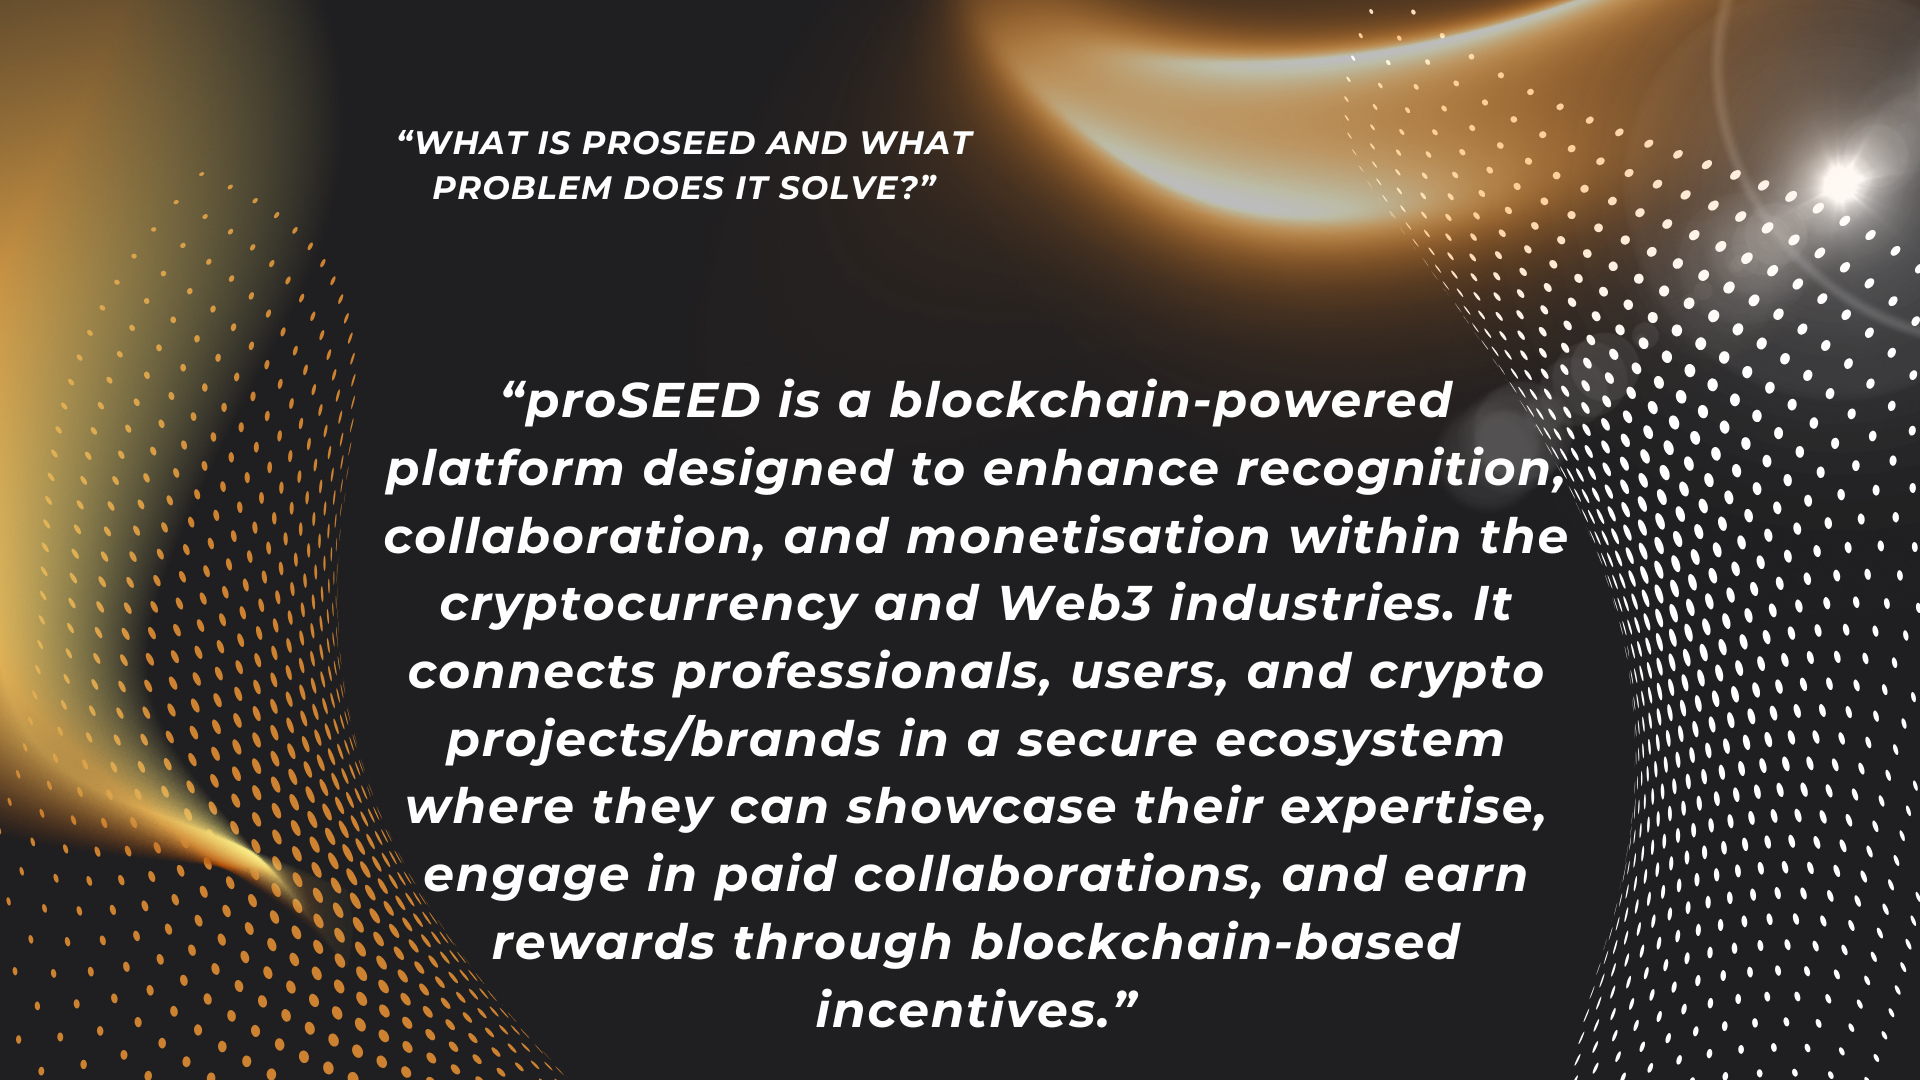 “WHAT IS PROSEED AND WHAT
PROBLEM DOES IT SOLVE?”
“proSEED is a blockchain-powered
platform designed to enhance recognition,
collaboration, and monetisation within the
cryptocurrency and Web3 industries. It
connects professionals, users, and crypto
projects/brands in a secure ecosystem
where they can showcase their expertise,
engage in paid collaborations, and earn
rewards through blockchain-based
incentives.”